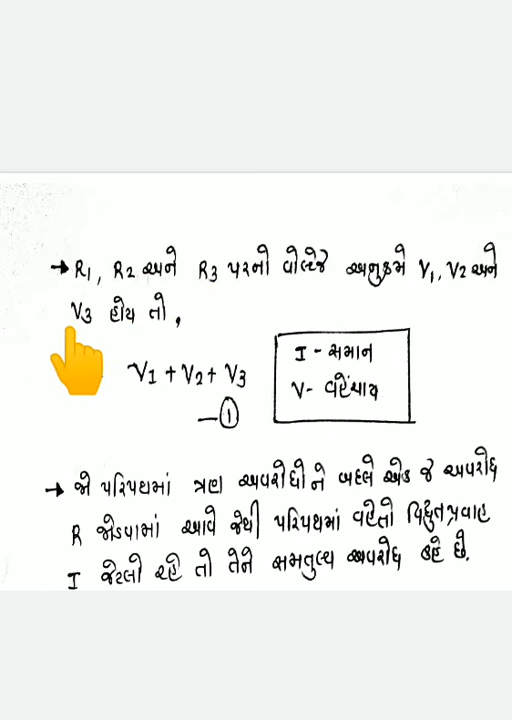 → R1, R2 અને R3 પરનો વોલ્ટેજ અનુક્રમે V1, V2 અને
V3 હોય તો,
V1 + V2 + V3
— ①
I - સમાન
V - વહેંચાય
→ જો પરિપથમાં ત્રણ અવરોધોને બદલે એક જ અવરોધ
R જોડવામાં આવે જેથી પરિપથમાં વહેતો વિદ્યુતપ્રવાહ
I જેટલો રહે તો તેને સમતુલ્ય અવરોધ કહે છે.